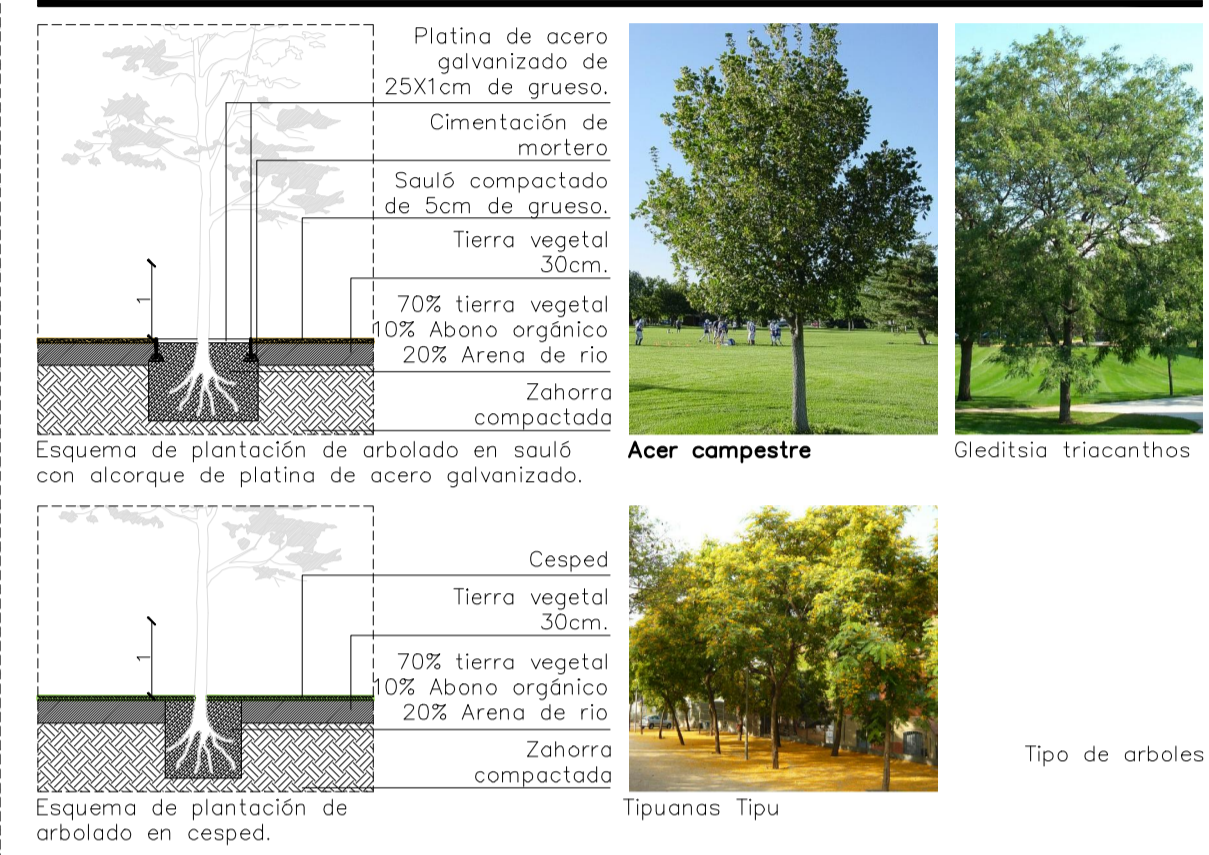 Platina de acero
galvanizado de
25X1cm de grueso.
Cimentación de
mortero
Sauló compactado
de 5cm de grueso.
Tierra vegetal
30cm.
70% tierra vegetal
10% Abono orgánico
20% Arena de rio
Zahorra
compactada
1
Esquema de plantación de arbolado en sauló
con alcorque de platina de acero galvanizado.
Acer campestre
Gleditsia triacanthos
Cesped
Tierra vegetal
30cm.
70% tierra vegetal
10% Abono orgánico
20% Arena de rio
Zahorra
compactada
1
Esquema de plantación de
arbolado en cesped.
Tipuanas Tipu
Tipo de arboles